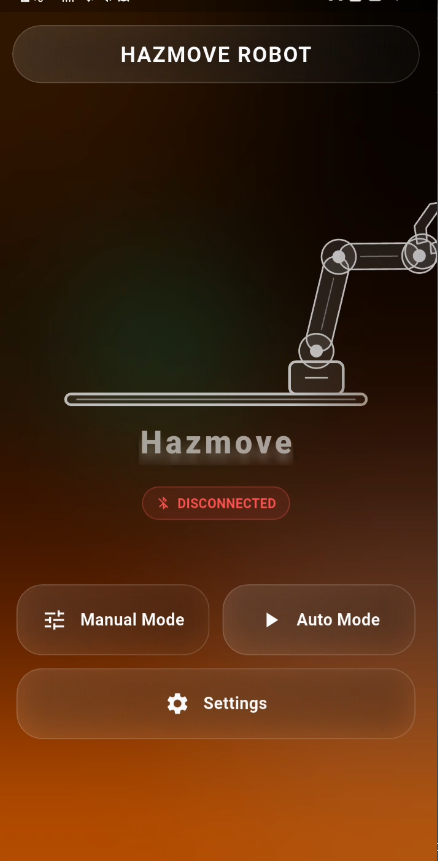 HAZMOVE ROBOT
Hazmove
DISCONNECTED
Manual Mode
Auto Mode
Settings